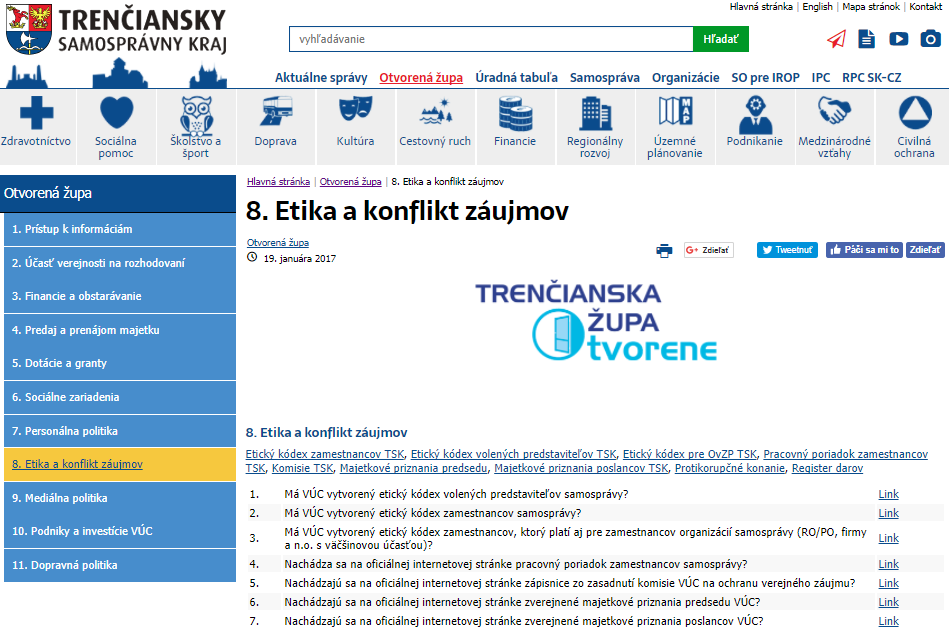 Hlavná stránka | English | Mapa stránok | Kontakt
TRENČIANSKY
SAMOSPRÁVNY KRAJ
vyhľadávanie
Hľadať
Aktuálne správy Otvorená župa Úradná tabuľa Samospráva Organizácie SO pre IROP IPC RPC SK-CZ
Zdravotníctvo
Sociálna
pomoc
Školstvo a
šport
Doprava
Kultúra
Cestovný ruch
Financie
Regionálny
rozvoj
Územné
plánovanie
Podnikanie
Medzinárodné
vzťahy
Civilná
ochrana
Otvorená župa
1. Prístup k informáciám
2. Účasť verejnosti na rozhodovaní
3. Financie a obstarávanie
4. Predaj a prenájom majetku
5. Dotácie a granty
6. Sociálne zariadenia
7. Personálna politika
8. Etika a konflikt záujmov
9. Mediálna politika
10. Podniky a investície VÚC
11. Dopravná politika
Hlavná stránka | Otvorená župa | 8. Etika a konflikt záujmov
8. Etika a konflikt záujmov
Otvorená župa
19. januára 2017
G+ Zdieľať
Tweetnuť
Páči sa mi to
Zdieľať
TRENČIANSKA
ŽUPA
tvorene
8. Etika a konflikt záujmov
Etický kódex zamestnancov TSK, Etický kódex volených predstaviteľov TSK, Etický kódex pre OvZP TSK, Pracovný poriadok zamestnancov
TSK, Komisie TSK, Majetkové priznania predsedu, Majetkové priznania poslancov TSK, Protikorupčné konanie, Register darov
1. Má VÚC vytvorený etický kódex volených predstaviteľov samosprávy? Link
2. Má VÚC vytvorený etický kódex zamestnancov samosprávy? Link
3. Má VÚC vytvorený etický kódex zamestnancov, ktorý platí aj pre zamestnancov organizácií samosprávy (RO/PO, firmy
a n.o. s väčšinovou účasťou)? Link
4. Nachádza sa na oficiálnej internetovej stránke pracovný poriadok zamestnancov samosprávy? Link
5. Nachádzajú sa na oficiálnej internetovej stránke zápisnice zo zasadnutí komisie VÚC na ochranu verejného záujmu? Link
6. Nachádzajú sa na oficiálnej internetovej stránke zverejnené majetkové priznania predsedu VÚC? Link
7. Nachádzajú sa na oficiálnej internetovej stránke zverejnené majetkové priznania poslancov VÚC? Link